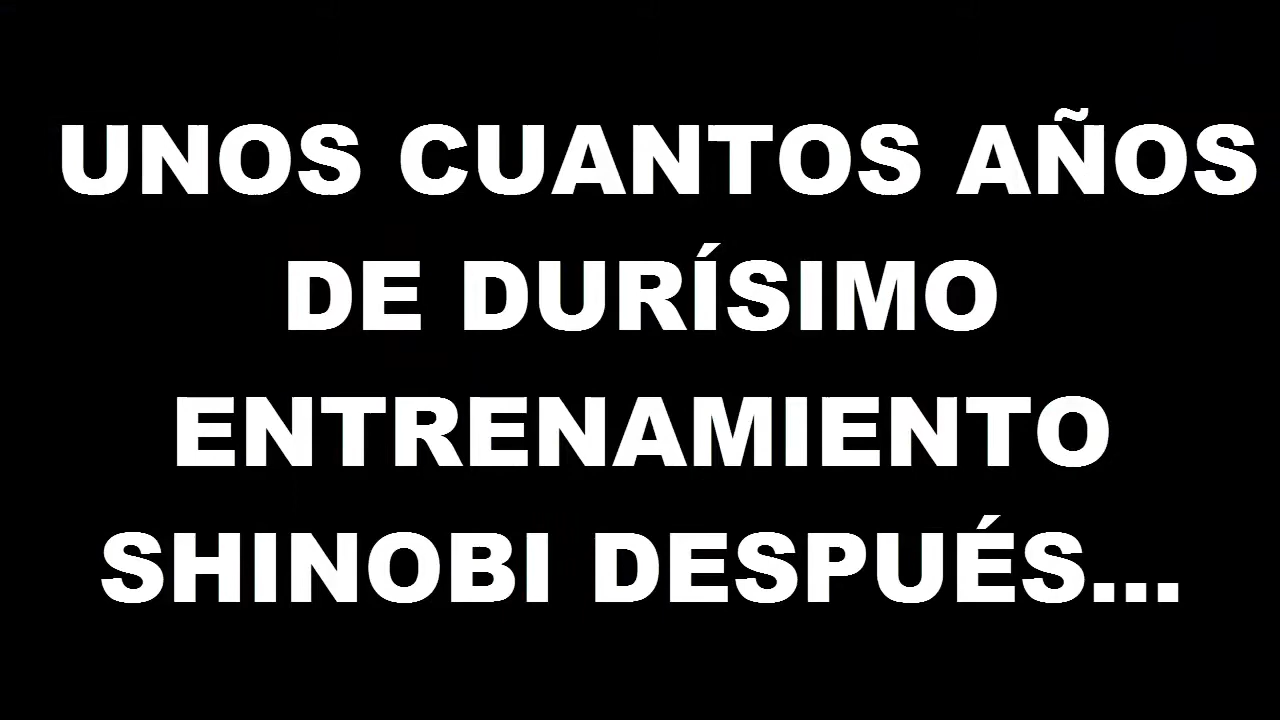 UNOS CUANTOS AÑOS
DE DURÍSIMO
ENTRENAMIENTO
SHINOBI DESPUÉS...